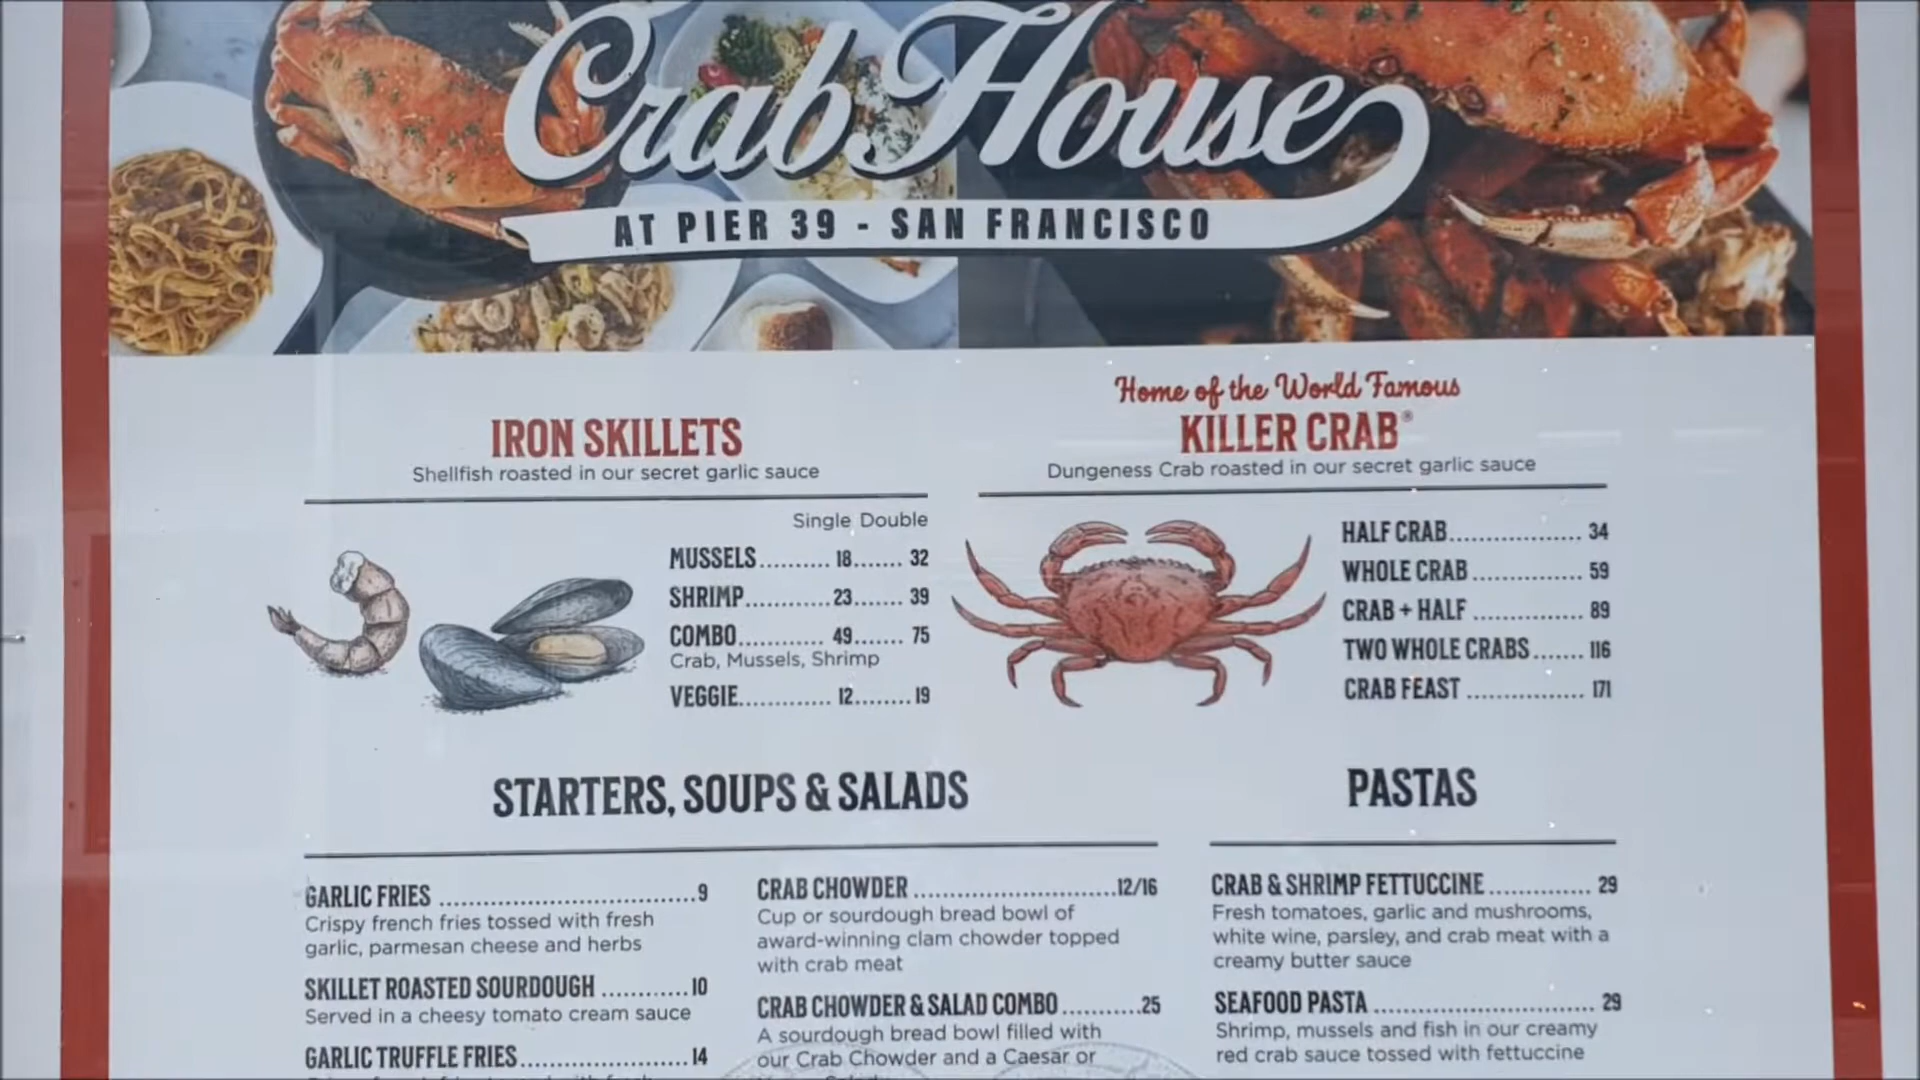 Crab House
AT PIER 39 - SAN FRANCISCO
IRON SKILLETS
Shellfish roasted in our secret garlic sauce
Single Double
MUSSELS.......... 18....... 32
SHRIMP............23....... 39
COMBO............ 49....... 75
Crab, Mussels, Shrimp
VEGGIE............. 12........19
Home of the World Famous
KILLER CRAB®
Dungeness Crab roasted in our secret garlic sauce
HALF CRAB................... 34
WHOLE CRAB ................ 59
CRAB + HALF ................ 89
TWO WHOLE CRABS....... 116
CRAB FEAST ................. 171
STARTERS, SOUPS & SALADS
GARLIC FRIES .....................................9
Crispy french fries tossed with fresh
garlic, parmesan cheese and herbs
SKILLET ROASTED SOURDOUGH ............10
Served in a cheesy tomato cream sauce
GARLIC TRUFFLE FRIES.......................14
CRAB CHOWDER .............................12/16
Cup or sourdough bread bowl of
award-winning clam chowder topped
with crab meat
CRAB CHOWDER & SALAD COMBO ...........25
A sourdough bread bowl filled with
our Crab Chowder and a Caesar or
PASTAS
CRAB & SHRIMP FETTUCCINE.............. 29
Fresh tomatoes, garlic and mushrooms,
white wine, parsley, and crab meat with a
creamy butter sauce
SEAFOOD PASTA ............................... 29
Shrimp, mussels and fish in our creamy
red crab sauce tossed with fettuccine